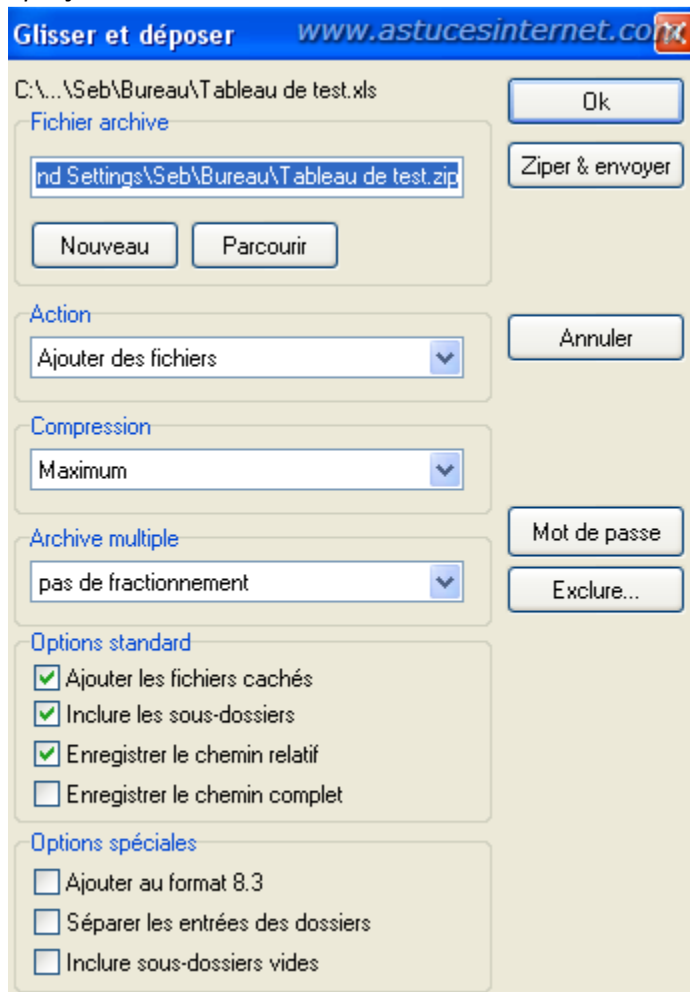 Glisser et déposer www.astucesinternet.com
C:\...\Seb\Bureau\Tableau de test.xls
Ok
Fichier archive
nd Settings\Seb\Bureau\Tableau de test.zip
Ziper & envoyer
Nouveau Parcourir
Action
Ajouter des fichiers
Annuler
Compression
Maximum
Archive multiple
Mot de passe
pas de fractionnement
Exclure...
Options standard
Ajouter les fichiers cachés
Inclure les sous-dossiers
Enregistrer le chemin relatif
Enregistrer le chemin complet
Options spéciales
Ajouter au format 8.3
Séparer les entrées des dossiers
Inclure sous-dossiers vides